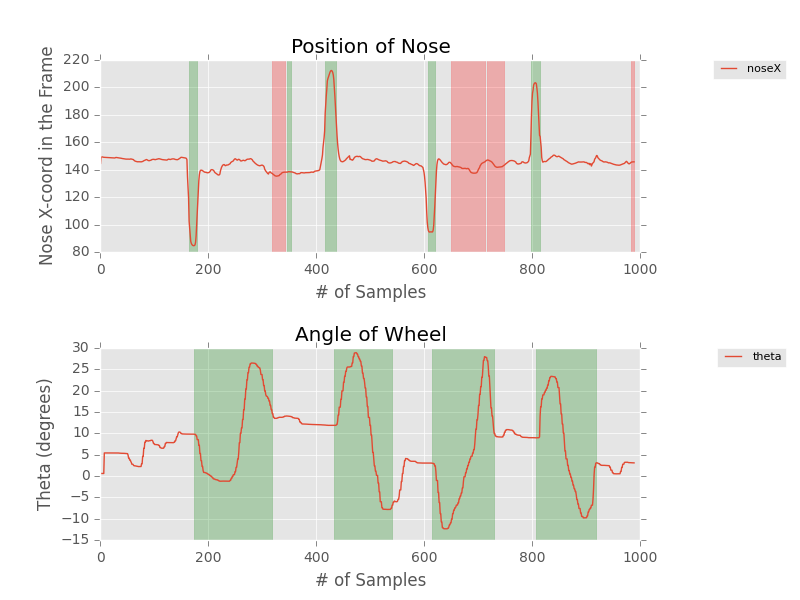 Position of Nose
noseX
Nose X-coord in the Frame
220
200
180
160
140
120
100
80
0 200 400 600 800 1000
# of Samples
Angle of Wheel
theta
Theta (degrees)
30
25
20
15
10
5
0
−5
−10
−15
0 200 400 600 800 1000
# of Samples